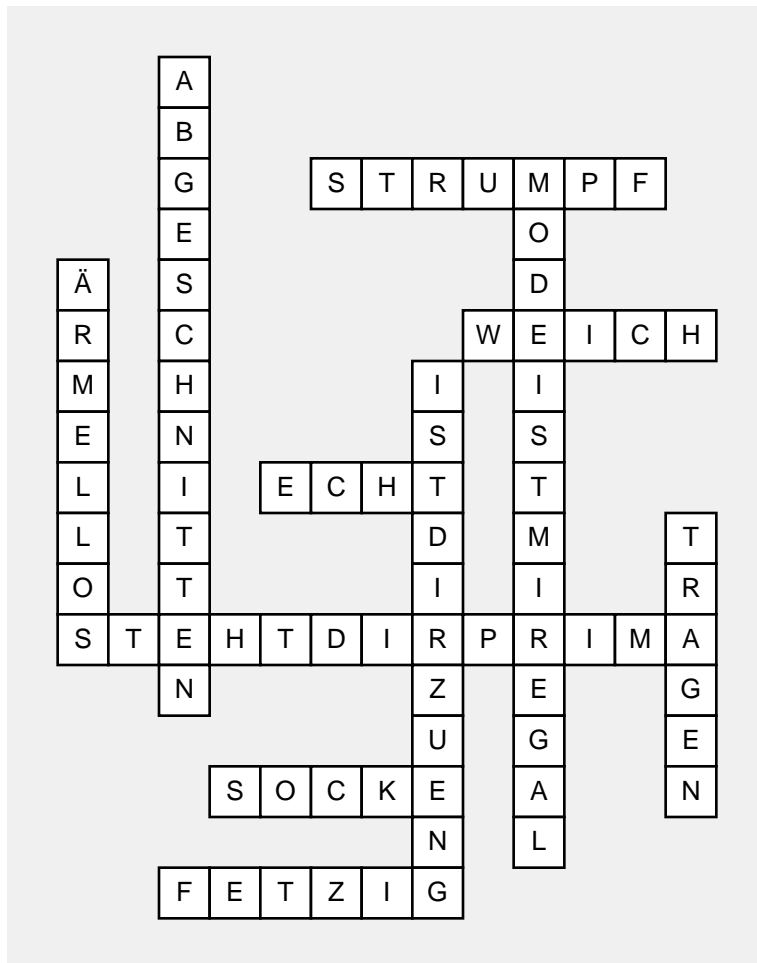 ABGESCHNITTEN
STRUMPF
MODEISTMIREGAL
ÄRMELLOS
WEICH
ISTDIRZUENG
ECHT
TRAGEN
STEHTDIRPRIMA
SOCKE
FETZIG